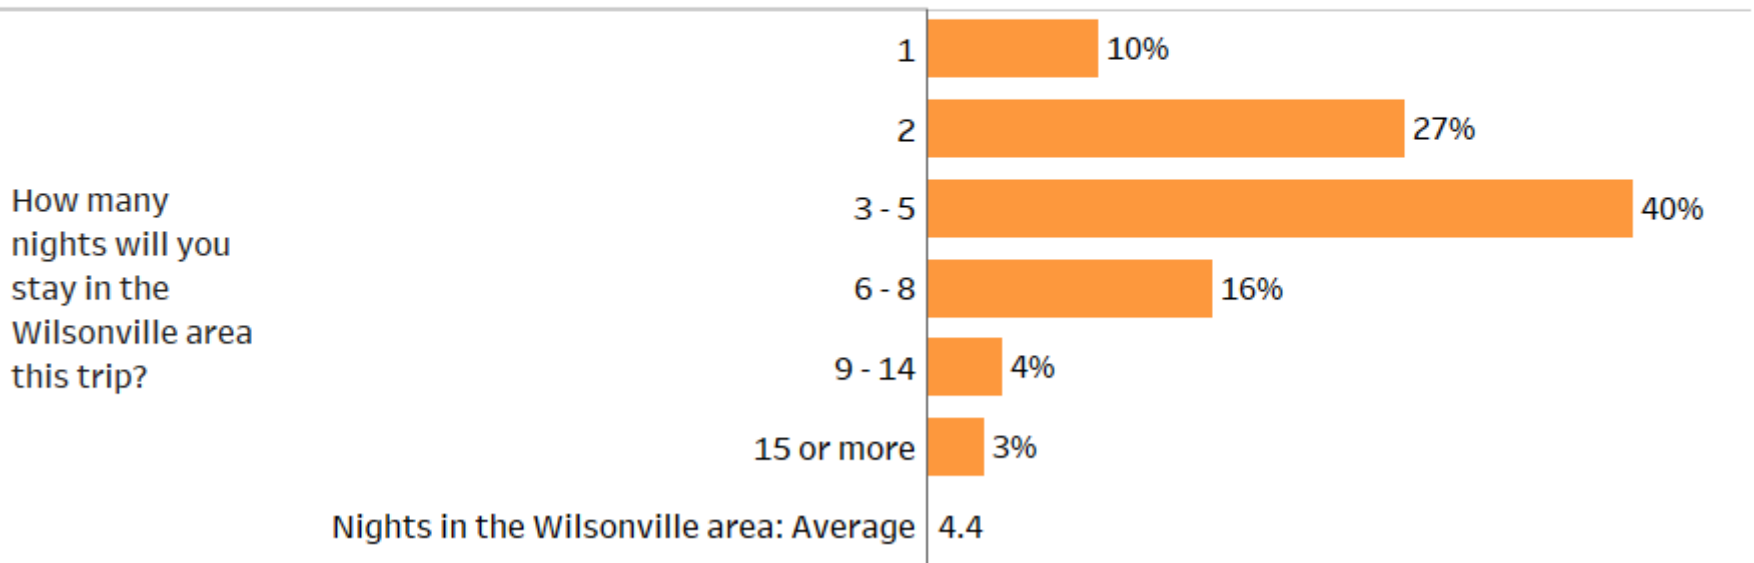 How many
nights will you
stay in the
Wilsonville area
this trip?
1 10%
2 27%
3 - 5 40%
6 - 8 16%
9 - 14 4%
15 or more 3%
Nights in the Wilsonville area: Average 4.4